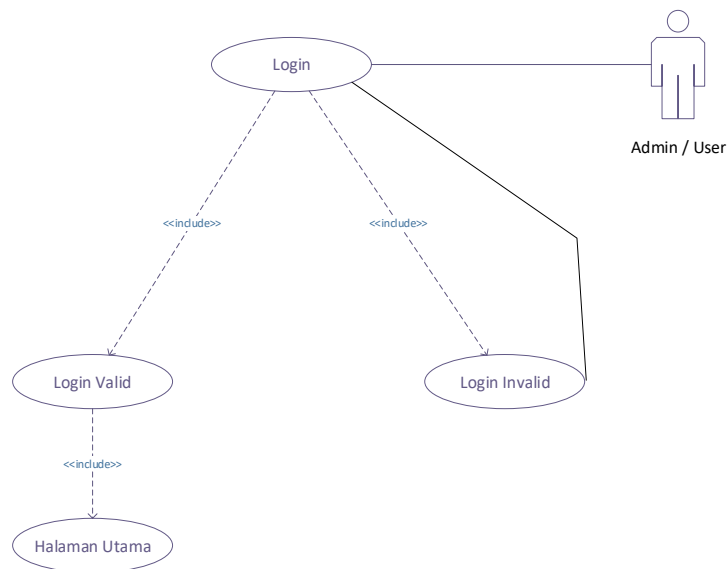 Login
Admin / User
<<include>>
<<include>>
Login Valid
Login Invalid
<<include>>
Halaman Utama